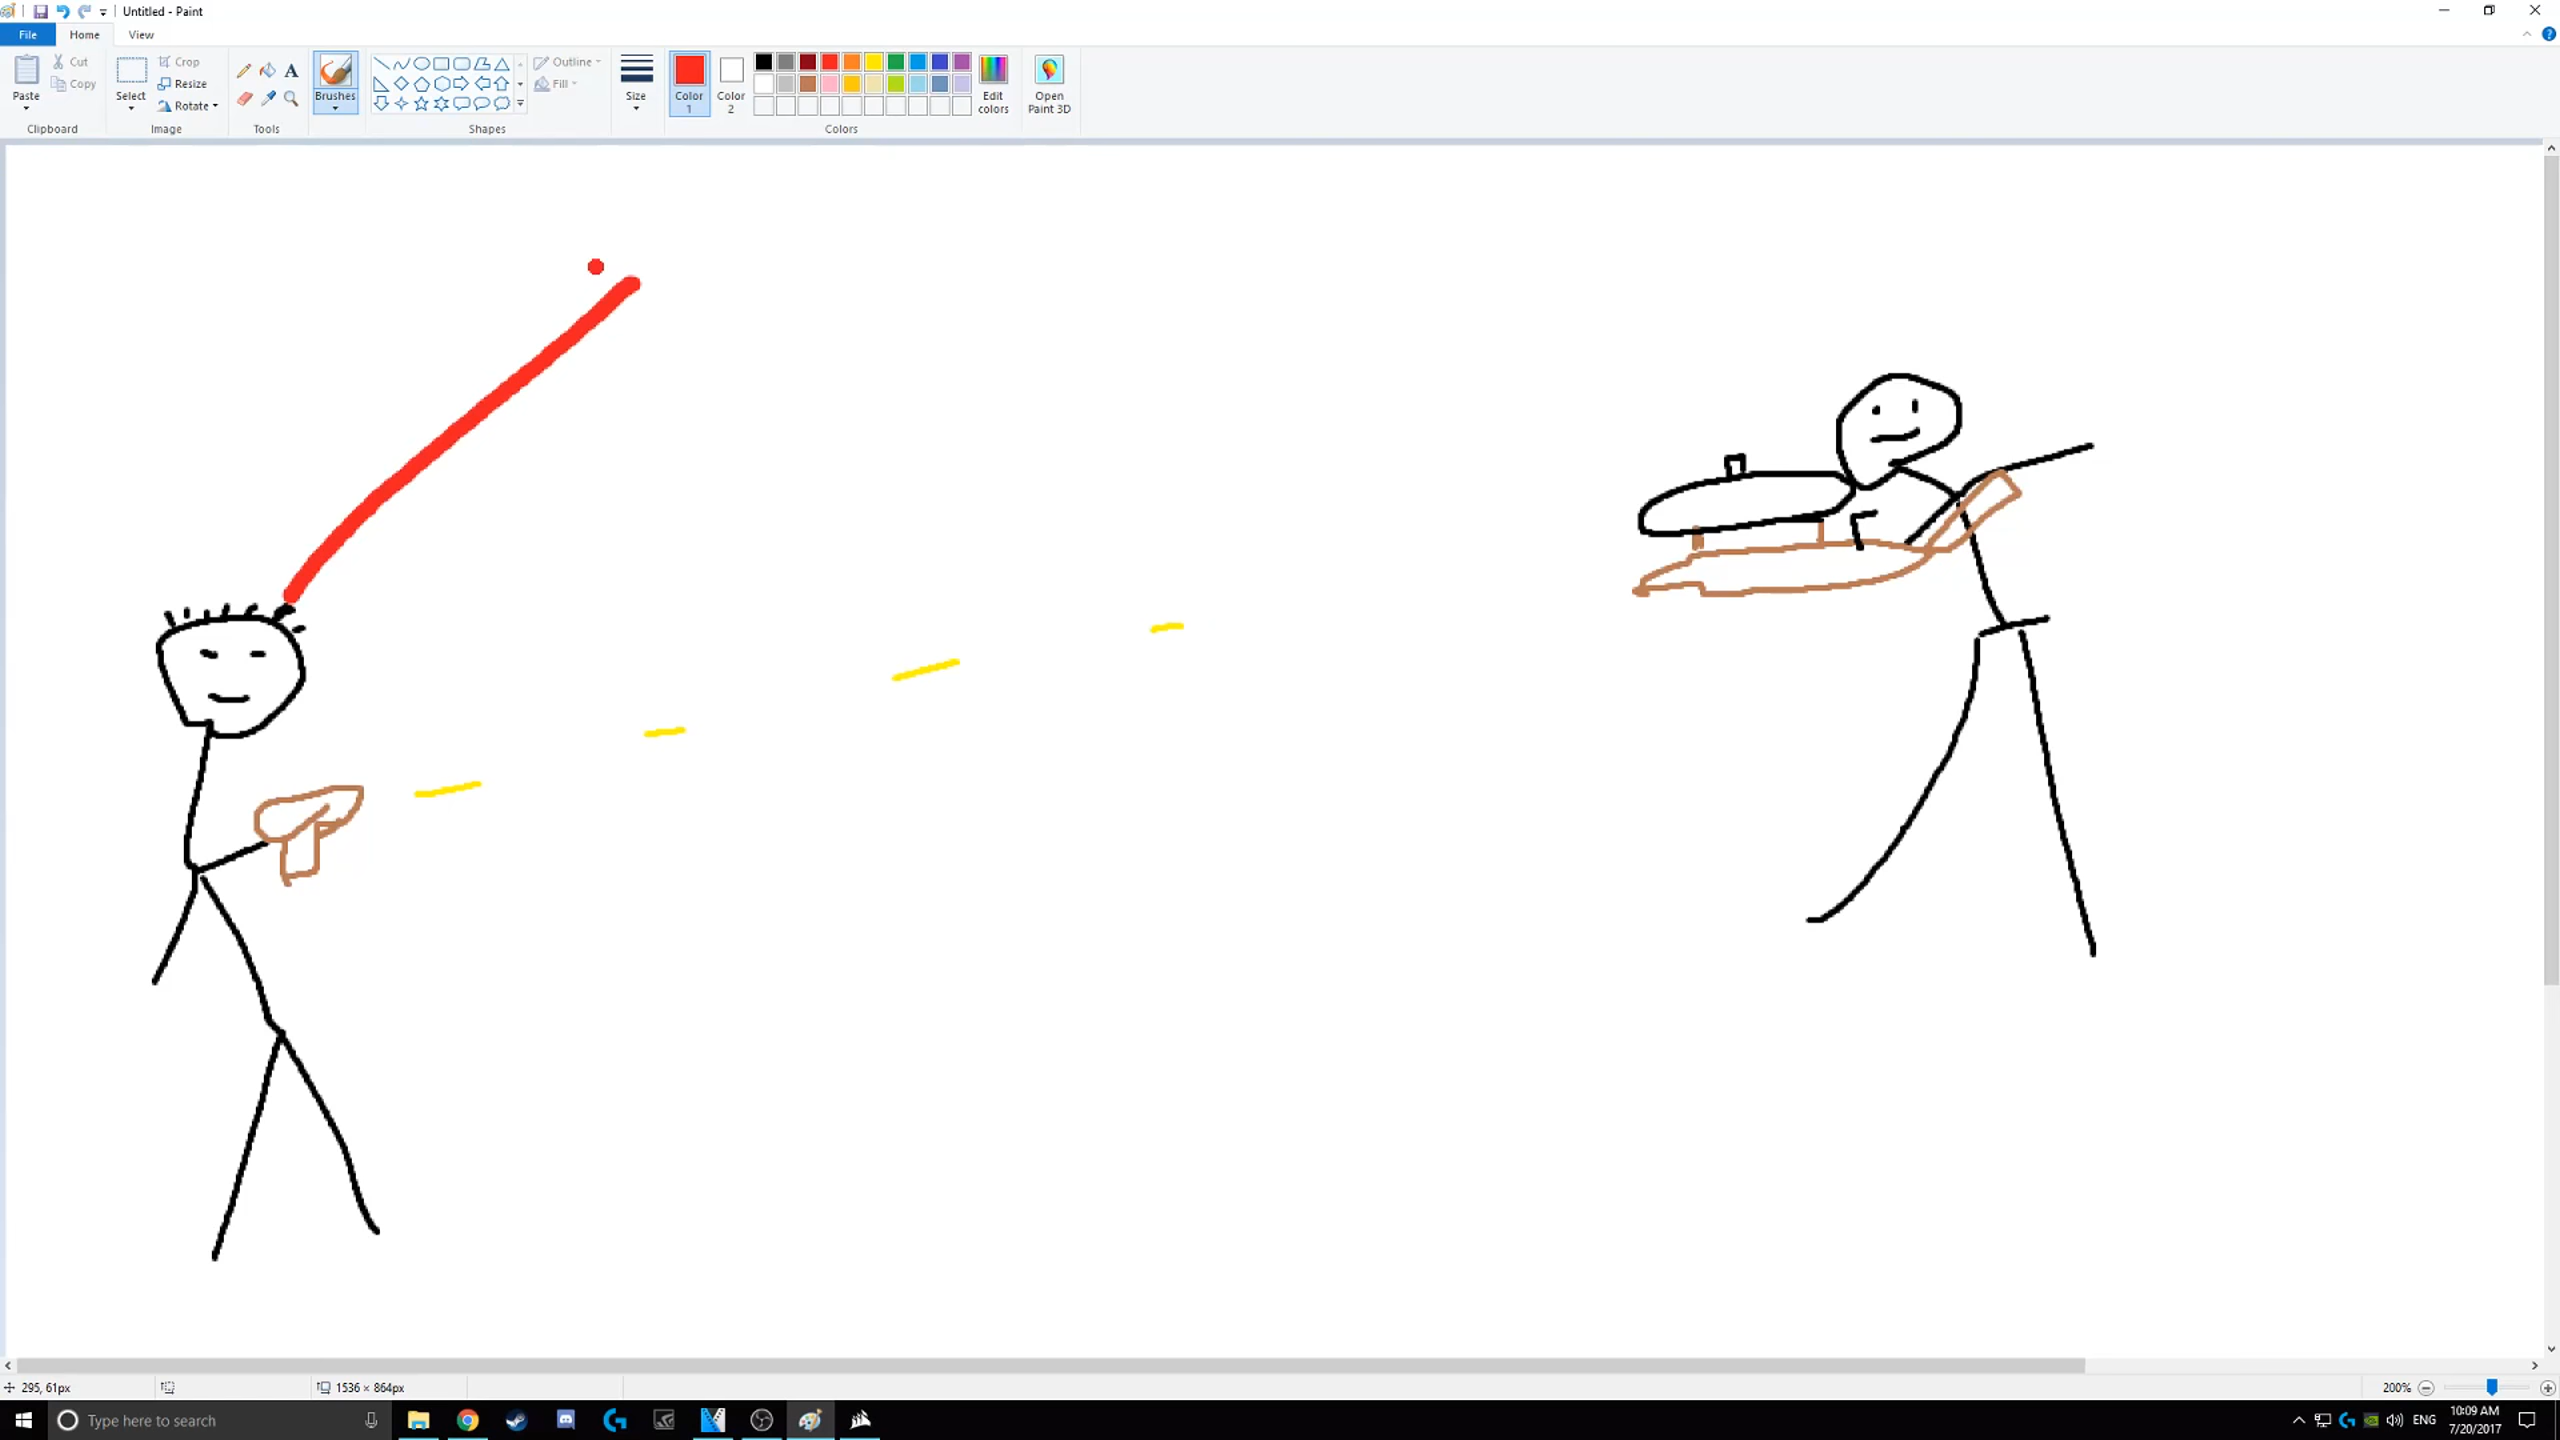 Untitled - Paint
File Home View
Paste
Cut
Copy
Clipboard
Select
Crop
Resize
Rotate
Image
A
Tools
Brushes
Shapes
Outline
Fill
Size
Color 1
Color 2
Colors
Edit colors
Open Paint 3D
295, 61px
1536 × 864px
200%
Type here to search
ENG
10:09 AM
7/20/2017